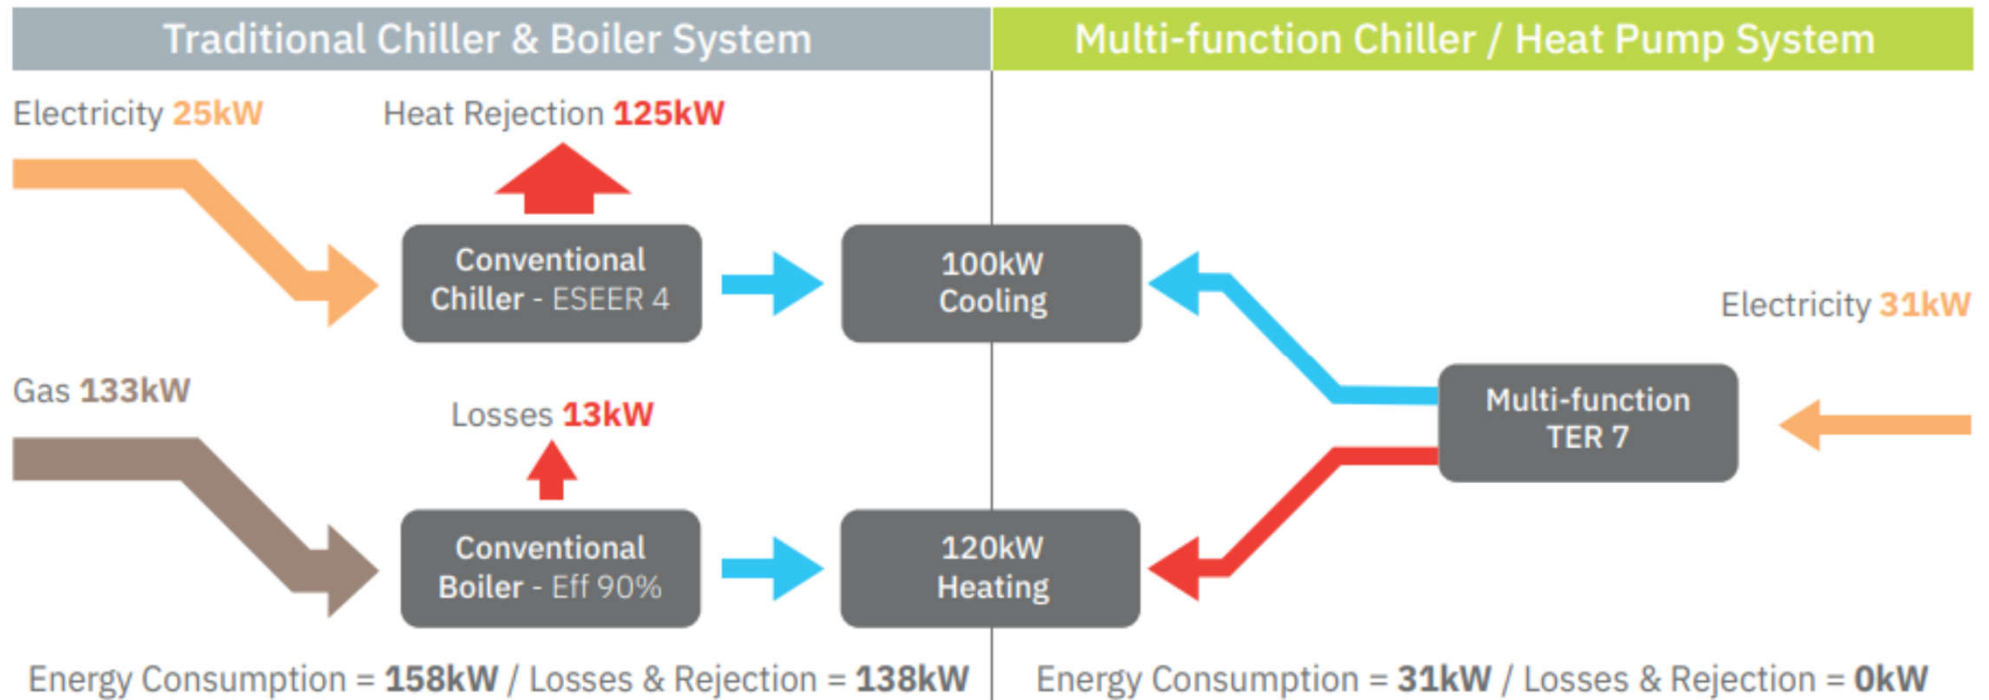 Traditional Chiller & Boiler System
Multi-function Chiller / Heat Pump System
Electricity 25kW
Heat Rejection 125kW
Conventional
Chiller - ESEER 4
100kW
Cooling
Electricity 31kW
Gas 133kW
Losses 13kW
Multi-function
TER 7
Conventional
Boiler - Eff 90%
120kW
Heating
Energy Consumption = 158kW / Losses & Rejection = 138kW
Energy Consumption = 31kW / Losses & Rejection = 0kW